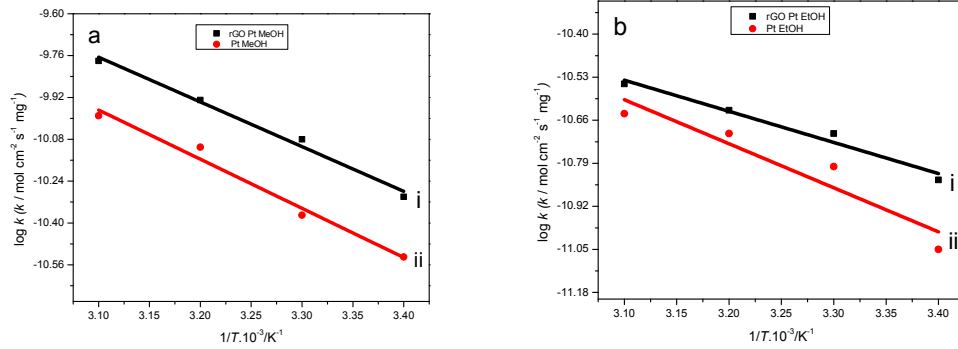 a
rGO Pt MeOH
Pt MeOH
-9.60
-9.76
-9.92
-10.08
-10.24
-10.40
-10.56
log k (k / mol cm-2 s-1 mg-1)
i
ii
3.10
3.15
3.20
3.25
3.30
3.35
3.40
1/T.10-3/K-1
b
rGO Pt EtOH
Pt EtOH
-10.40
-10.53
-10.66
-10.79
-10.92
-11.05
-11.18
log k (k / mol cm-2 s-1 mg-1)
i
ii
3.10
3.15
3.20
3.25
3.30
3.35
3.40
1/T.10-3/K-1